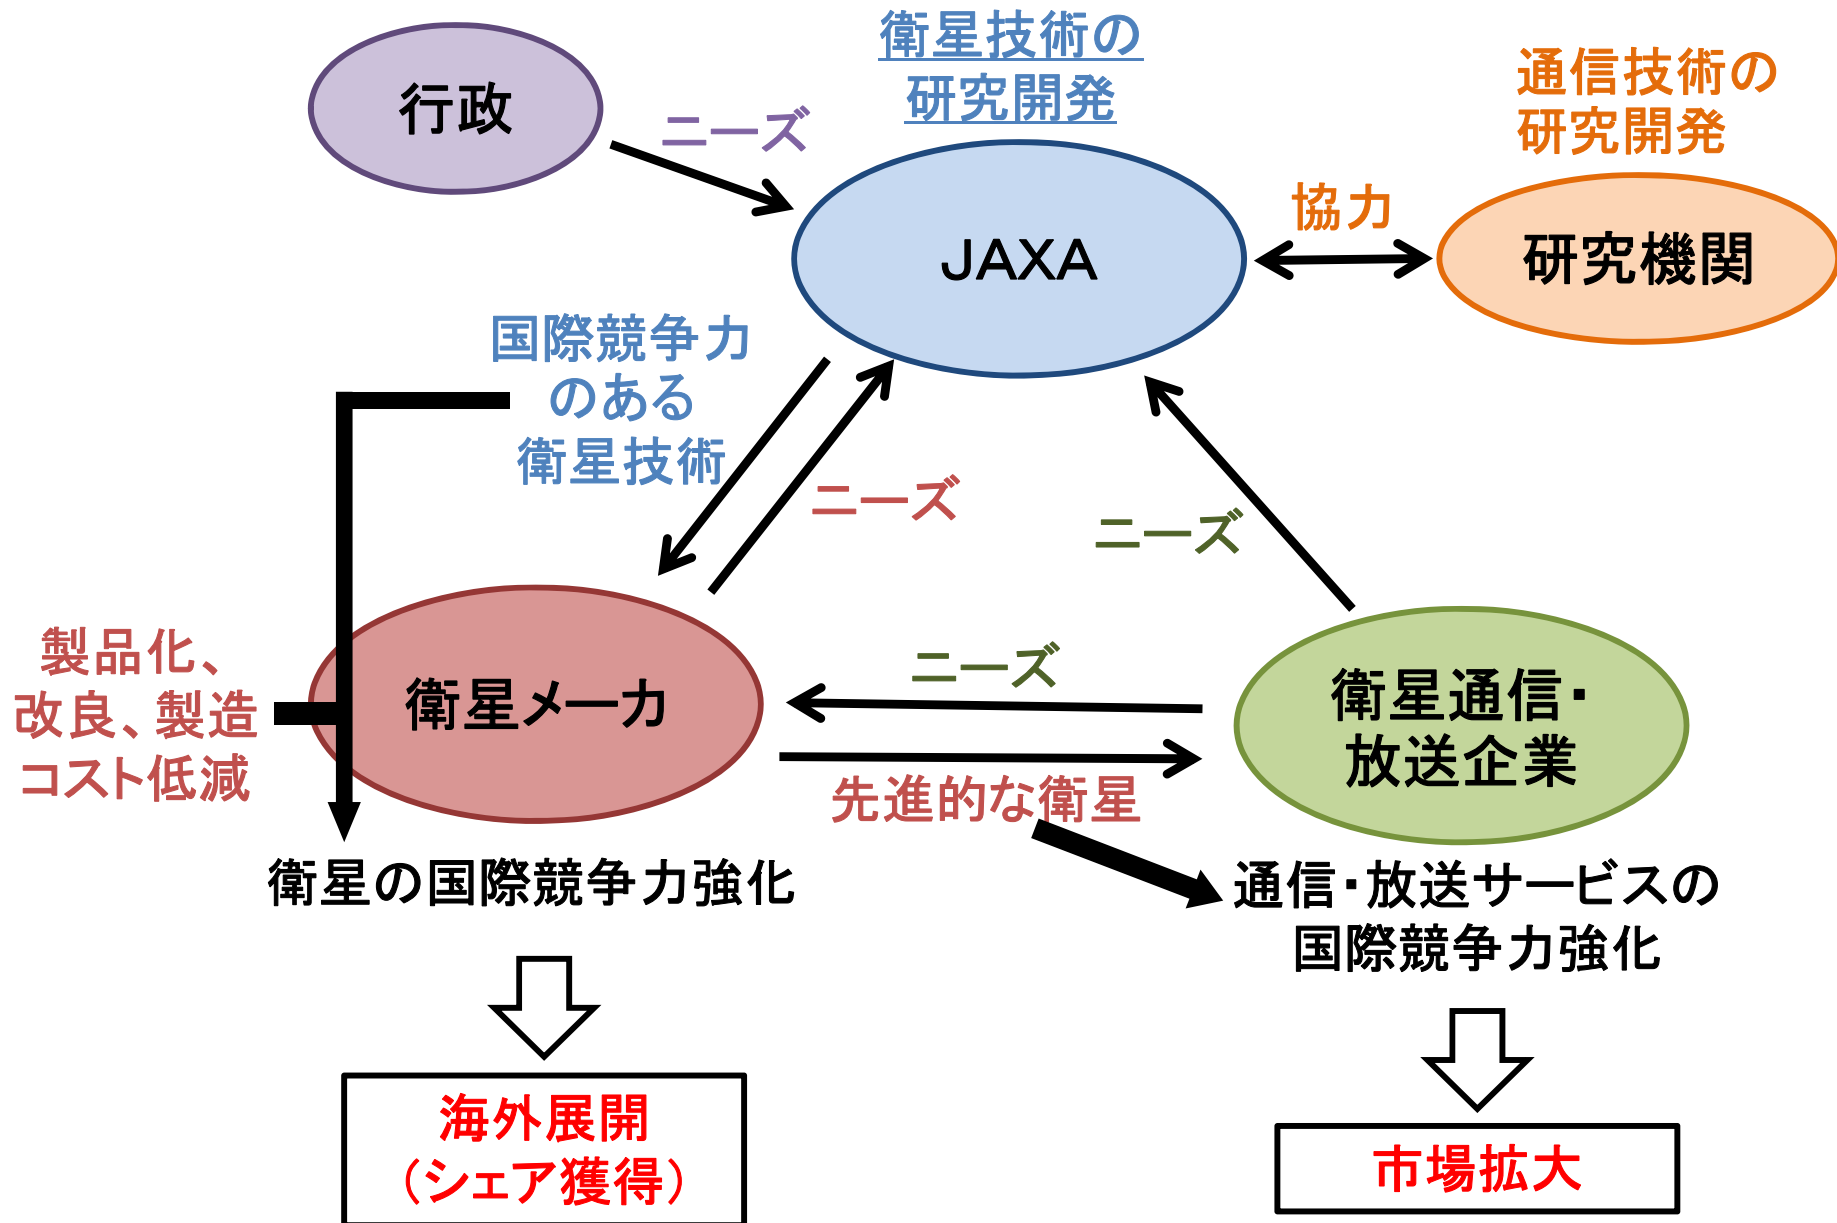 衛星技術の
研究開発
通信技術の
研究開発
行政
ニーズ
協力
JAXA
研究機関
国際競争力
のある
衛星技術
ニーズ
ニーズ
製品化、
改良、製造
コスト低減
衛星メーカ
ニーズ
衛星通信・
放送企業
先進的な衛星
衛星の国際競争力強化
通信・放送サービスの
国際競争力強化
海外展開
（シェア獲得）
市場拡大